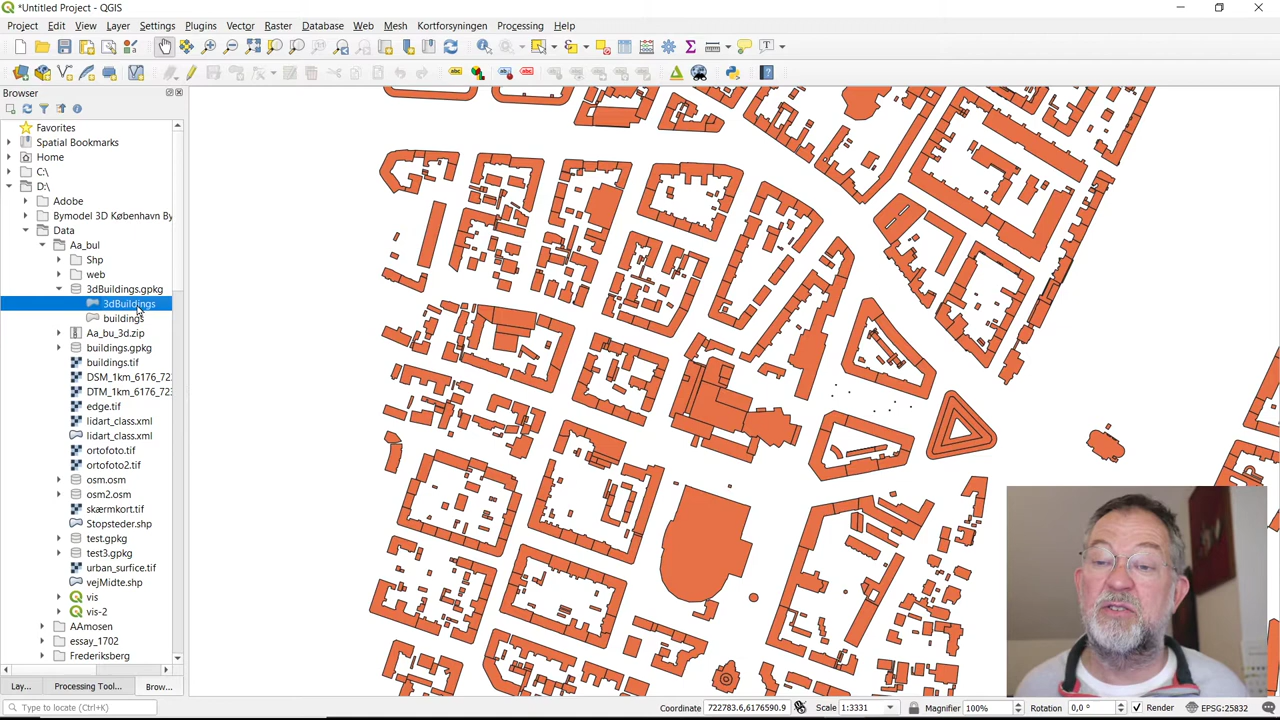 *Untitled Project — QGIS
Project Edit View Layer Settings Plugins Vector Raster Database Web Mesh Kortforsyningen Processing Help
Browser
Favorites
Spatial Bookmarks
Home
C:\
D:\
Adobe
Bymodel 3D København By
Data
Aa_bul
Shp
web
3dBuildings.gpkg
3dBuildings
buildings
Aa_bu_3d.zip
buildings.gpkg
buildings.tif
DSM_1km_6176_72
DTM_1km_6176_72
edge.tif
lidart_class.xml
lidart_class.xml
ortofoto.tif
ortofoto2.tif
osm.osm
osm2.osm
skærmkort.tif
Stopsteder.shp
test.gpkg
test3.gpkg
urban_surfice.tif
vejMidte.shp
vis
vis-2
AAmosen
essay_1702
Frederiksberg
Lay... Processing Tool... Brow...
Type to locate (Ctrl+K) Coordinate 722783.6,6176590.9 Scale 1:3331 Magnifier 100% Rotation 0,0 ° Render EPSG:25832